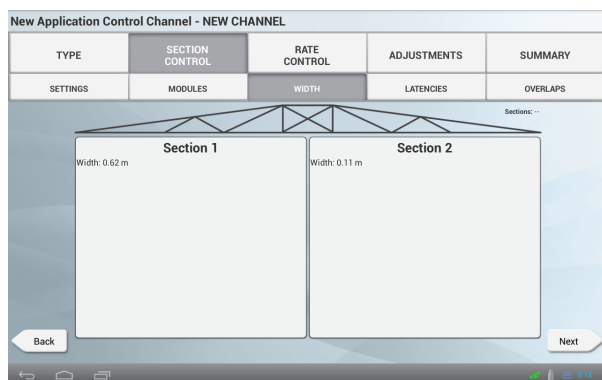 New Application Control Channel - NEW CHANNEL
TYPE
SECTION CONTROL
RATE CONTROL
ADJUSTMENTS
SUMMARY
SETTINGS
MODULES
WIDTH
LATENCIES
OVERLAPS
Sections: --
Section 1
Width: 0.62 m
Section 2
Width: 0.11 m
Back
Next